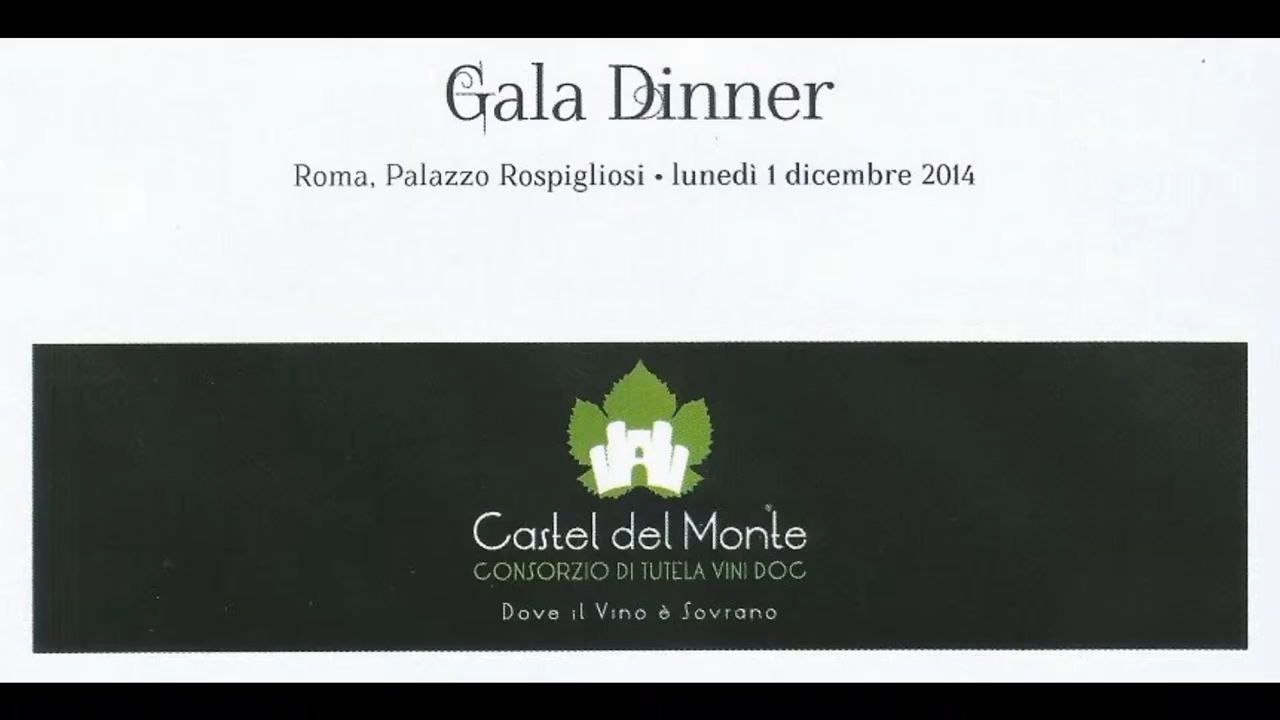 Gala Dinner
Roma, Palazzo Rospigliosi • lunedì 1 dicembre 2014
Castel del Monte
CONSORZIO DI TUTELA VINI DOC
Dove il Vino è Sovrano